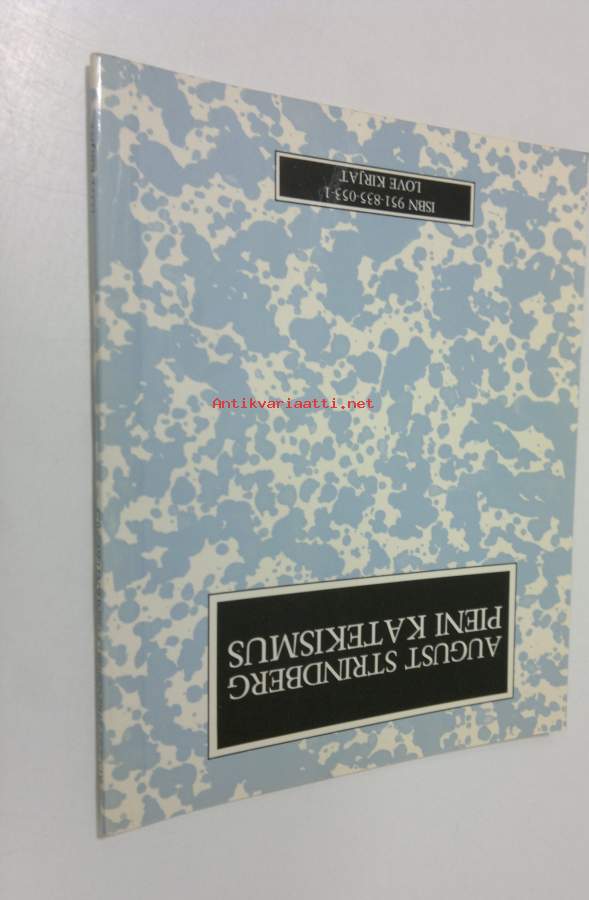 AUGUST STRINDBERG
PIENI KATEKISMUS
ISBN 951-835-053-1
LOVE KIRJAT
Antikvariaatti.net